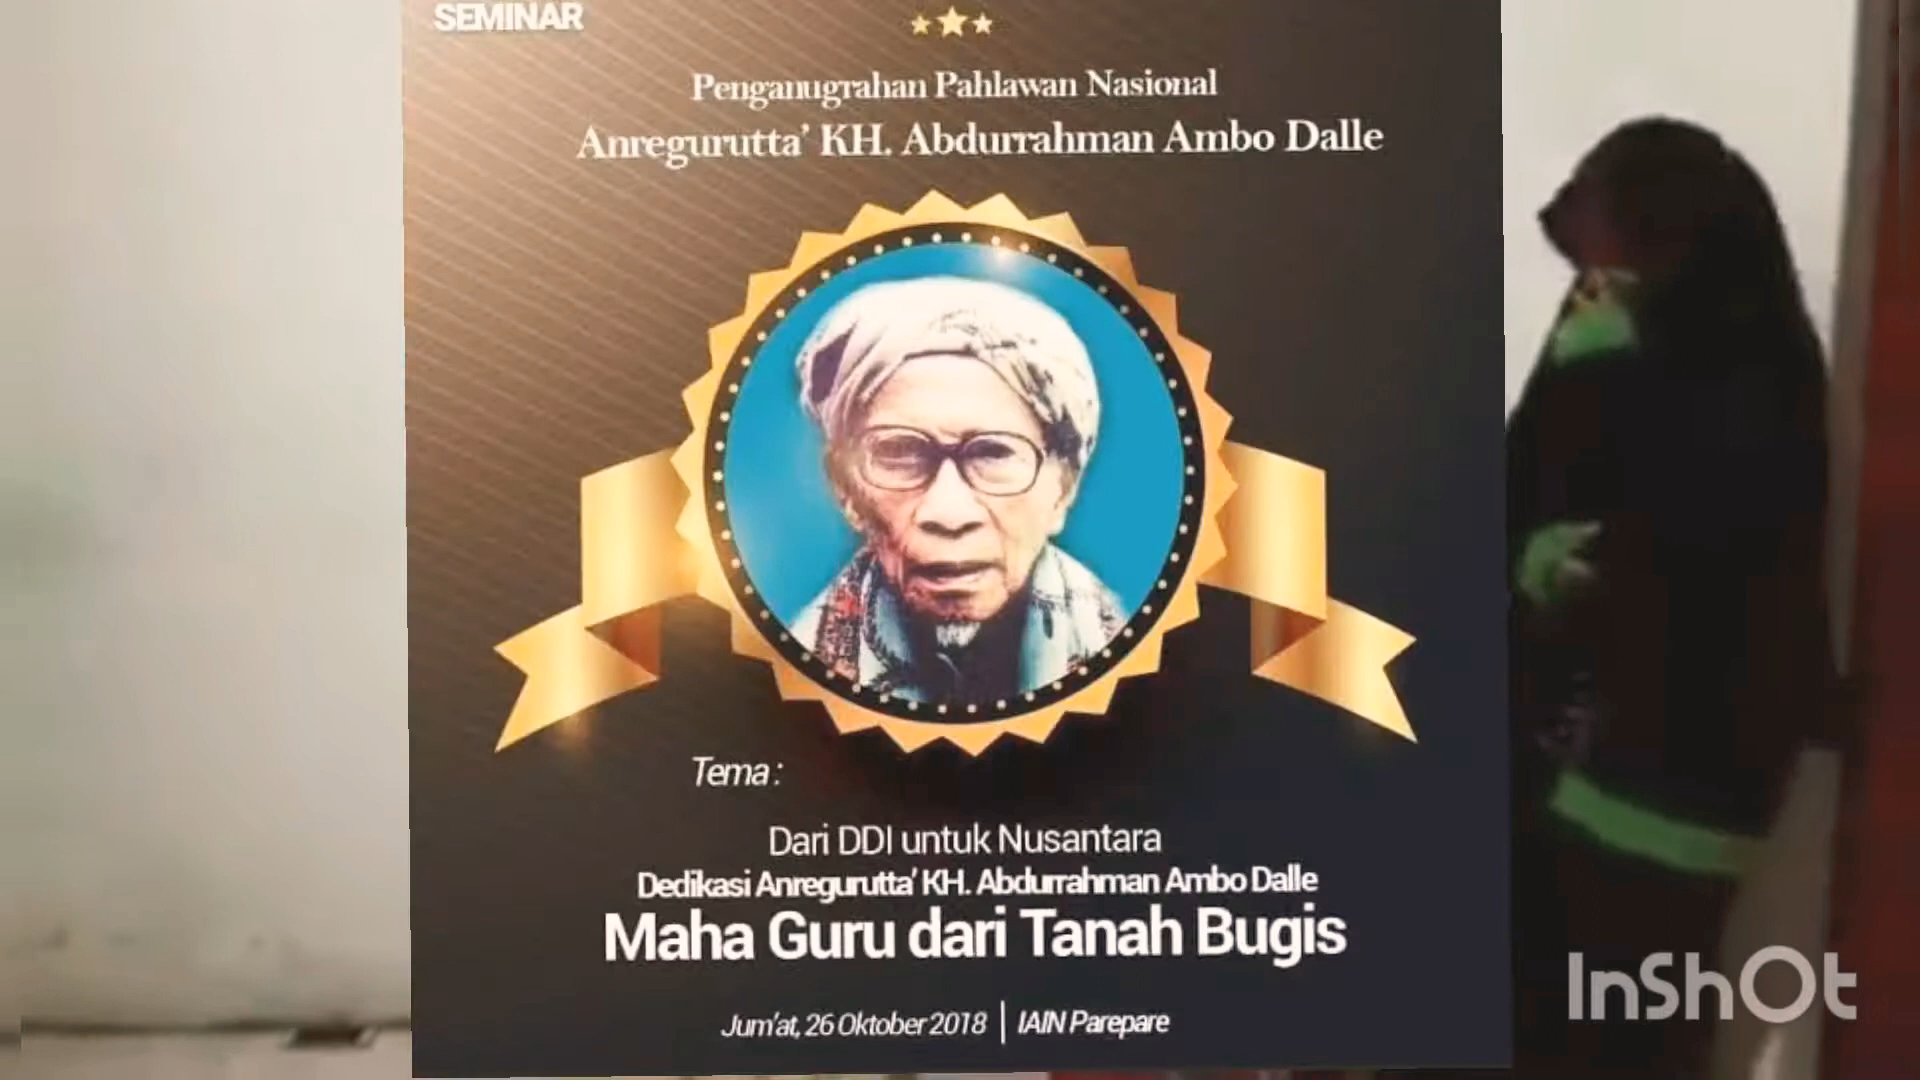 SEMINAR
Penganugrahan Pahlawan Nasional
Anregurutta' KH. Abdurrahman Ambo Dalle
Tema :
Dari DDI untuk Nusantara
Dedikasi Anregurutta' KH. Abdurrahman Ambo Dalle
Maha Guru dari Tanah Bugis
Jum'at, 26 Oktober 2018 | IAIN Parepare
InShOt